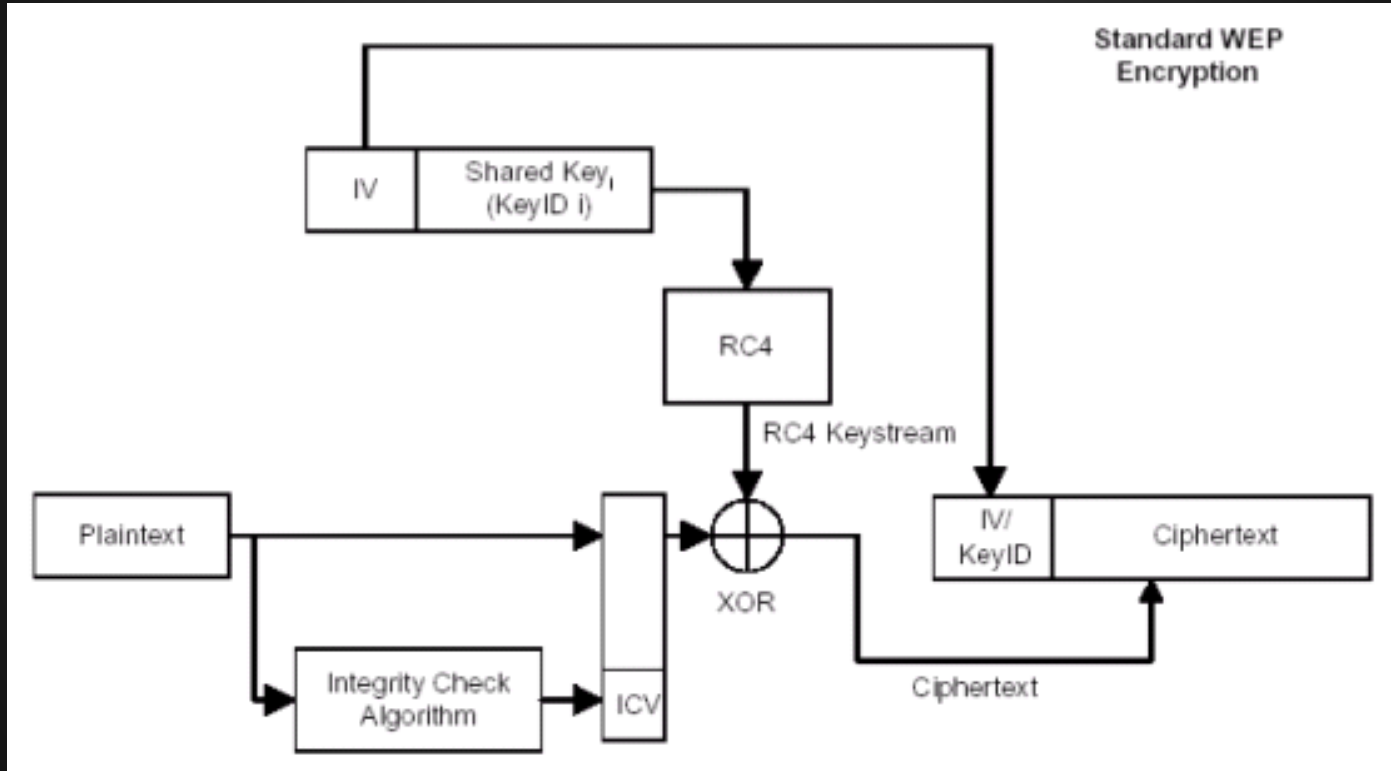 Standard WEP
Encryption
IV
Shared Keyᵢ
(KeyID i)
RC4
RC4 Keystream
Plaintext
IV/
KeyID
Ciphertext
XOR
Integrity Check
Algorithm
ICV
Ciphertext